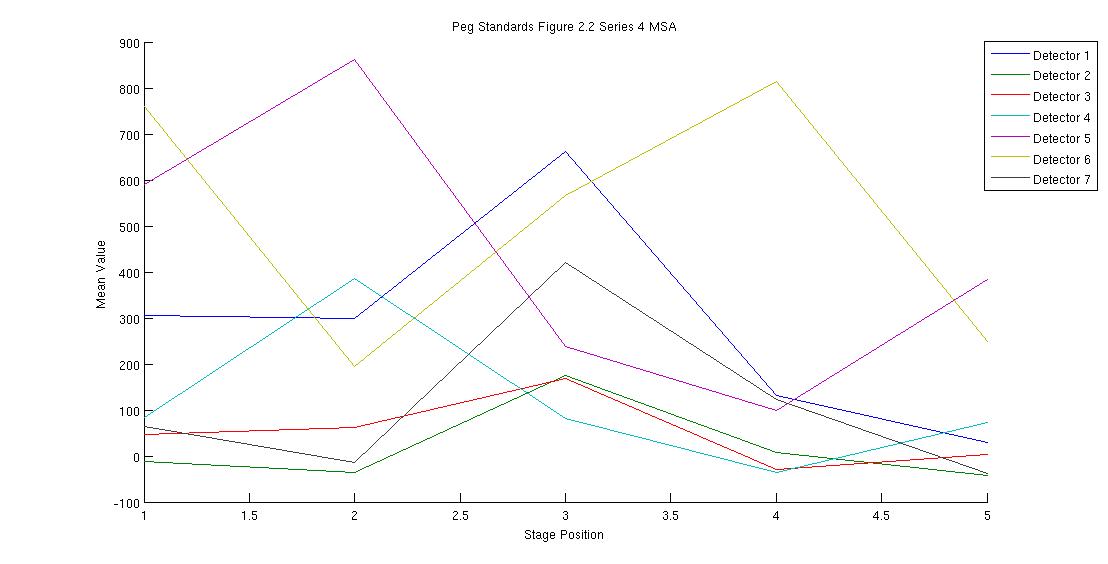 Peg Standards Figure 2.2 Series 4 MSA
900
800
700
600
500
400
300
200
100
0
-100
Mean Value
1 1.5 2 2.5 3 3.5 4 4.5 5
Stage Position
Detector 1
Detector 2
Detector 3
Detector 4
Detector 5
Detector 6
Detector 7